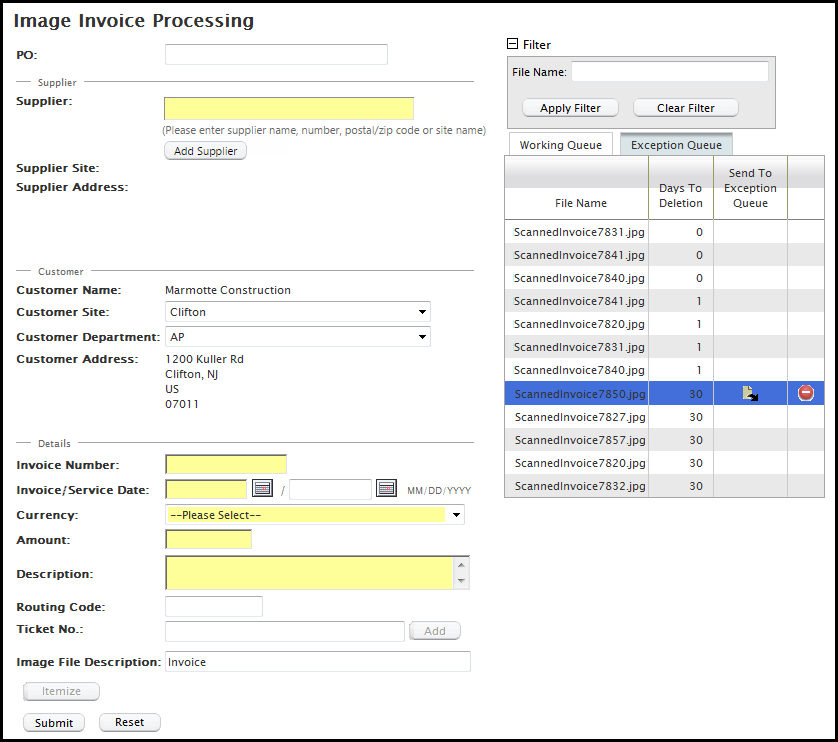 Image Invoice Processing
PO:
Supplier
Supplier:
(Please enter supplier name, number, postal/zip code or site name)
Add Supplier
Supplier Site:
Supplier Address:
Customer
Customer Name: Marmotte Construction
Customer Site: Clifton
Customer Department: AP
Customer Address: 1200 Kuller Rd
Clifton, NJ
US
07011
Details
Invoice Number:
Invoice/Service Date: / MM/DD/YYYY
Currency: --Please Select--
Amount:
Description:
Routing Code:
Ticket No.: Add
Image File Description: Invoice
Itemize
Submit Reset
Filter
File Name:
Apply Filter Clear Filter
Working Queue Exception Queue
File Name Days To Deletion Send To Exception Queue
ScannedInvoice7831.jpg 0
ScannedInvoice7841.jpg 0
ScannedInvoice7840.jpg 0
ScannedInvoice7841.jpg 1
ScannedInvoice7820.jpg 1
ScannedInvoice7831.jpg 1
ScannedInvoice7840.jpg 1
ScannedInvoice7850.jpg 30
ScannedInvoice7827.jpg 30
ScannedInvoice7857.jpg 30
ScannedInvoice7820.jpg 30
ScannedInvoice7832.jpg 30